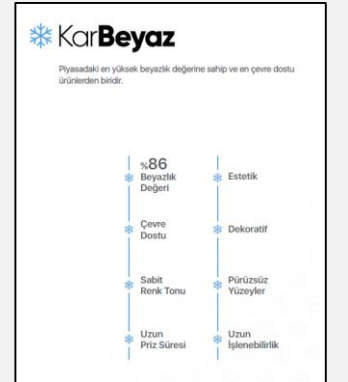 KarBeyaz
Piyasadaki en yüksek beyazlık değerine sahip ve en çevre dostu
ürünlerden biridir.
%86
Beyazlık
Değeri
Estetik
Çevre
Dostu
Dekoratif
Sabit
Renk Tonu
Pürüzsüz
Yüzeyler
Uzun
Priz Süresi
Uzun
İşlenebilirlik